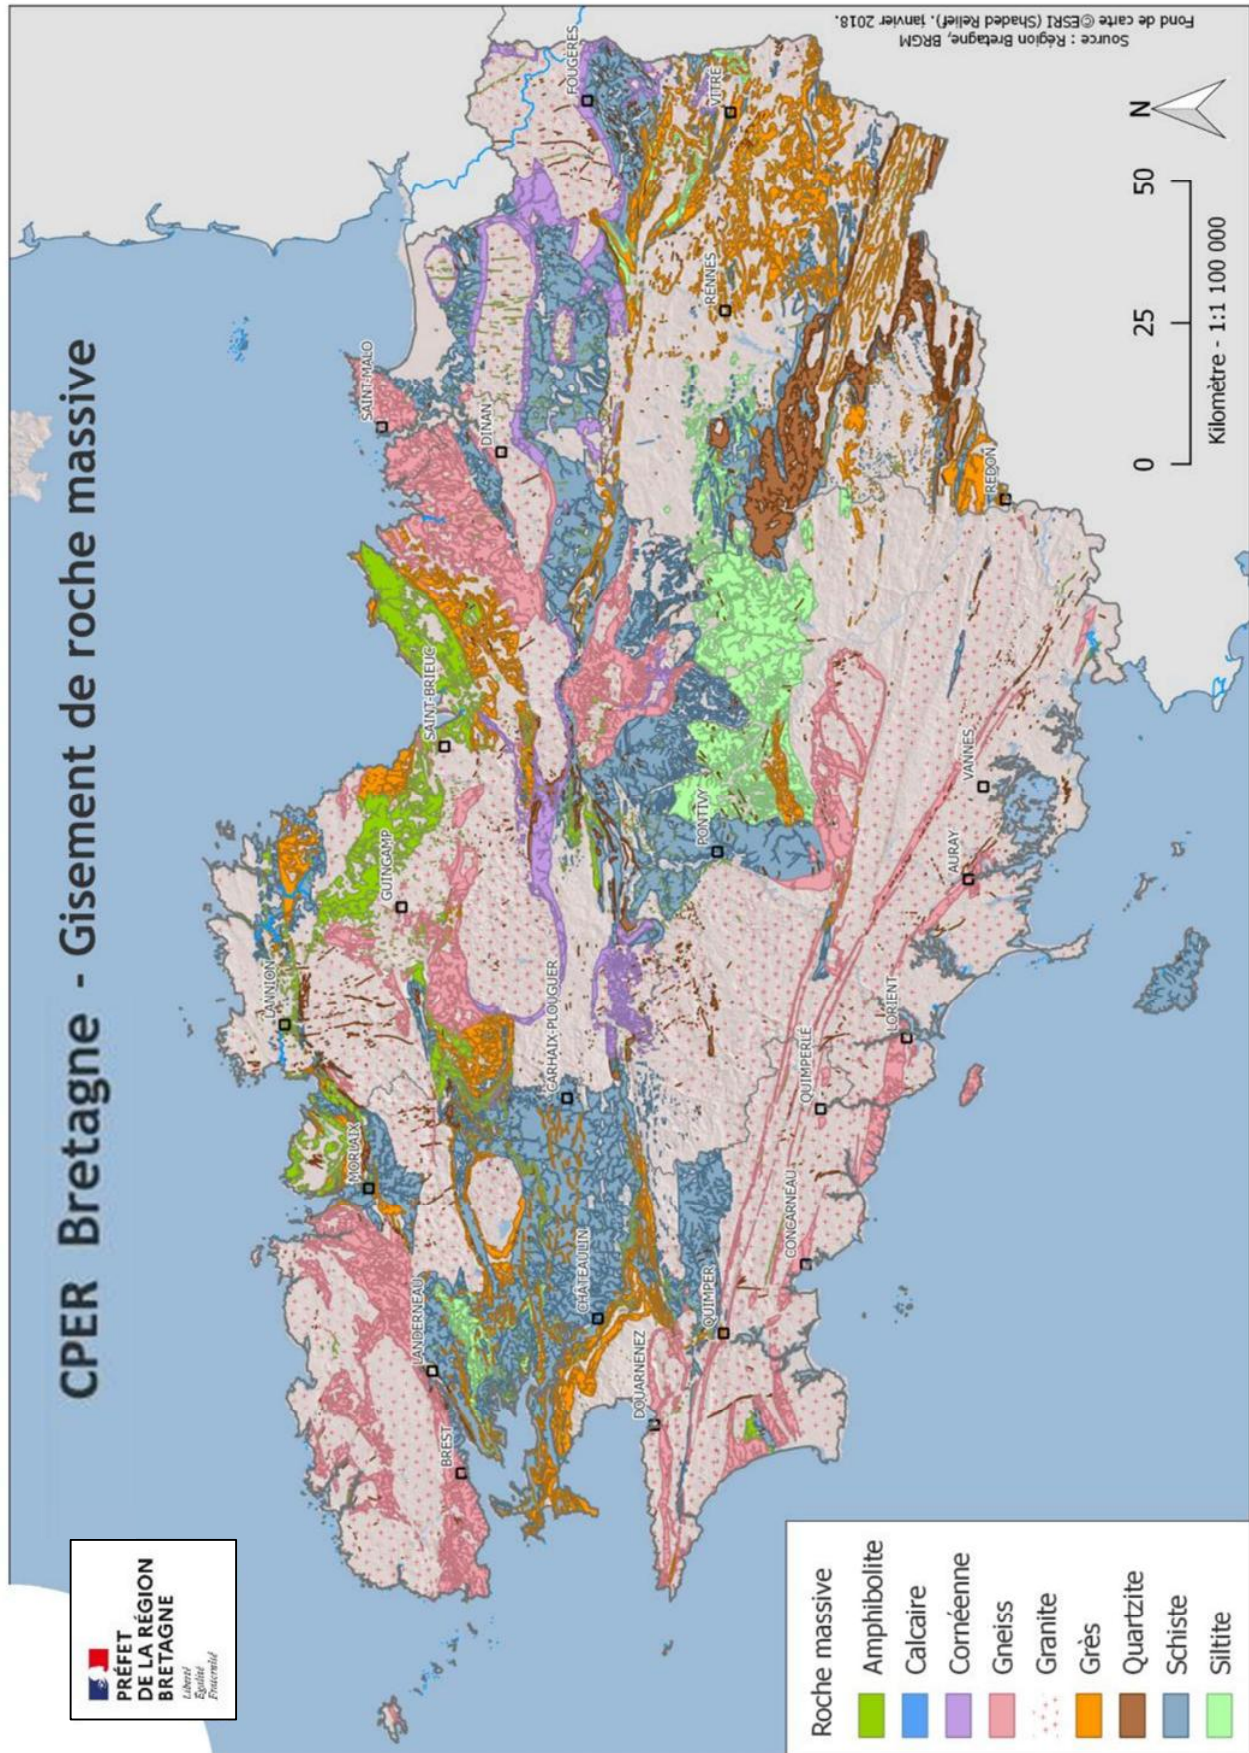 CPER Bretagne - Gisement de roche massive
PRÉFET
DE LA RÉGION
BRETAGNE
Liberté
Égalité
Fraternité
LANNION
MORLAIX
GUINGAMP
SAINT-BRIEUC
SAINT-MALO
DINAN
FOUGÈRES
LANDERNEAU
BREST
CARHAIX-PLOUGUER
CHÂTEAULIN
DOUARNENEZ
QUIMPER
PONTIVY
RENNES
VITRÉ
CONCARNEAU
QUIMPERLÉ
LORIENT
AURAY
VANNES
REDON
Roche massive
Amphibolite
Calcaire
Cornéenne
Gneiss
Granite
Grès
Quartzite
Schiste
Siltite
0 25 50
Kilomètre - 1:1 100 000
N
Source : Région Bretagne, BRGM
Fond de carte ©ESRI (Shaded Relief), janvier 2018.